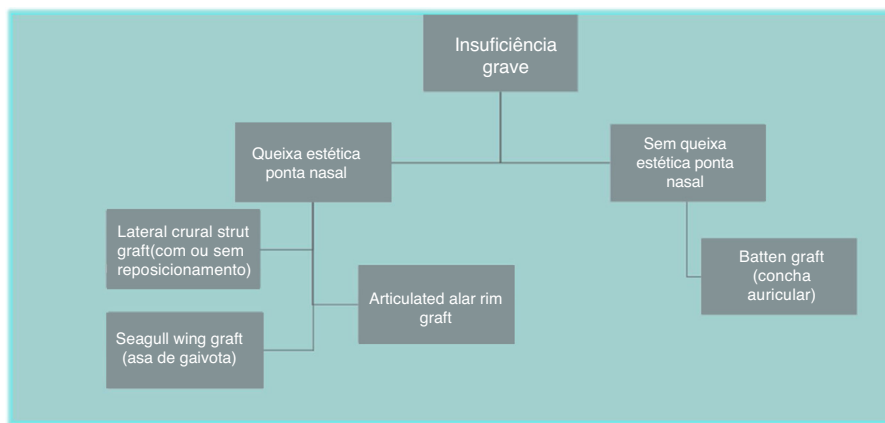 Insuficiência
grave
Queixa estética
ponta nasal
Sem queixa
estética ponta
nasal
Lateral crural strut
graft(com ou sem
reposicionamento)
Articulated alar rim
graft
Seagull wing graft
(asa de gaivota)
Batten graft
(concha
auricular)